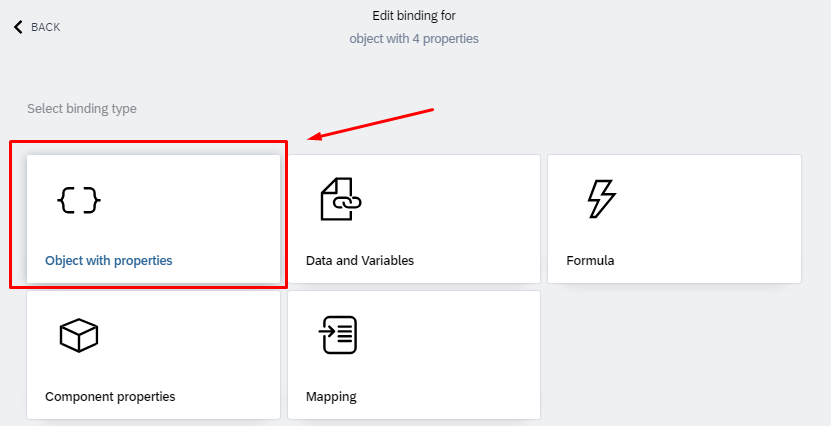 Edit binding for
BACK
object with 4 properties
Select binding type
Object with properties
Data and Variables
Formula
Component properties
Mapping